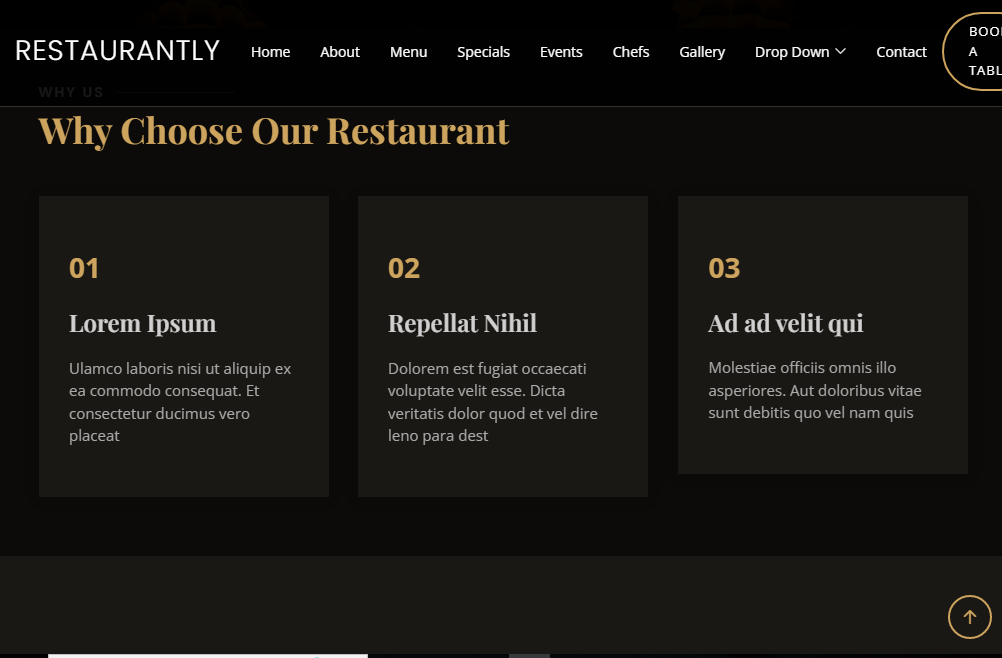 RESTAURANTLY
Home About Menu Specials Events Chefs Gallery Drop Down Contact
BOO
A
TABL
WHY US
Why Choose Our Restaurant
01
Lorem Ipsum
Ulamco laboris nisi ut aliquip ex
ea commodo consequat. Et
consectetur ducimus vero
placeat
02
Repellat Nihil
Dolorem est fugiat occaecati
voluptate velit esse. Dicta
veritatis dolor quod et vel dire
leno para dest
03
Ad ad velit qui
Molestiae officiis omnis illo
asperiores. Aut doloribus vitae
sunt debitis quo vel nam quis